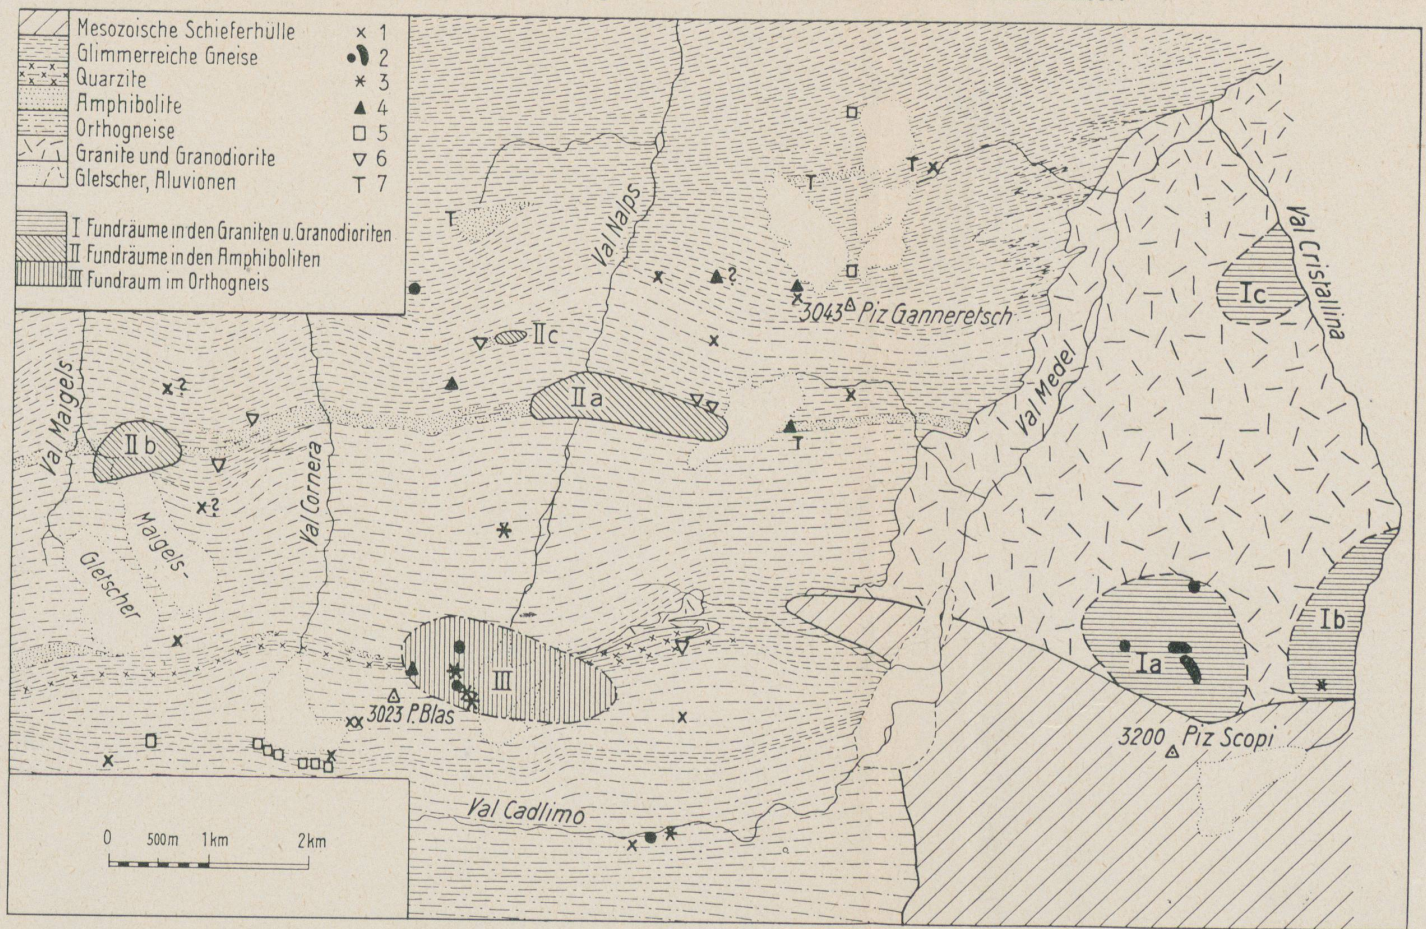 Mesozoische Schieferhülle x 1
Glimmerreiche Gneise 2
Quarzite * 3
Amphibolite ▲ 4
Orthogneise □ 5
Granite und Granodiorite ▽ 6
Gletscher, Aluvionen T 7
I Fundräume in den Graniten u. Granodioriten
II Fundräume in den Amphiboliten
III Fundraum im Orthogneis
Val Nalps
Val Cristallina
Ic
3043 Piz Ganneretsch
Val Medel
IIc
IIa
Val Maigels
IIb
Val Cornera
?
?
?
T
T
T
T
Maigels-
Gletscher
III
3023 P. Blas
Ia
Ib
3200 Piz Scopi
Val Cadlimo
0 500m 1km 2km